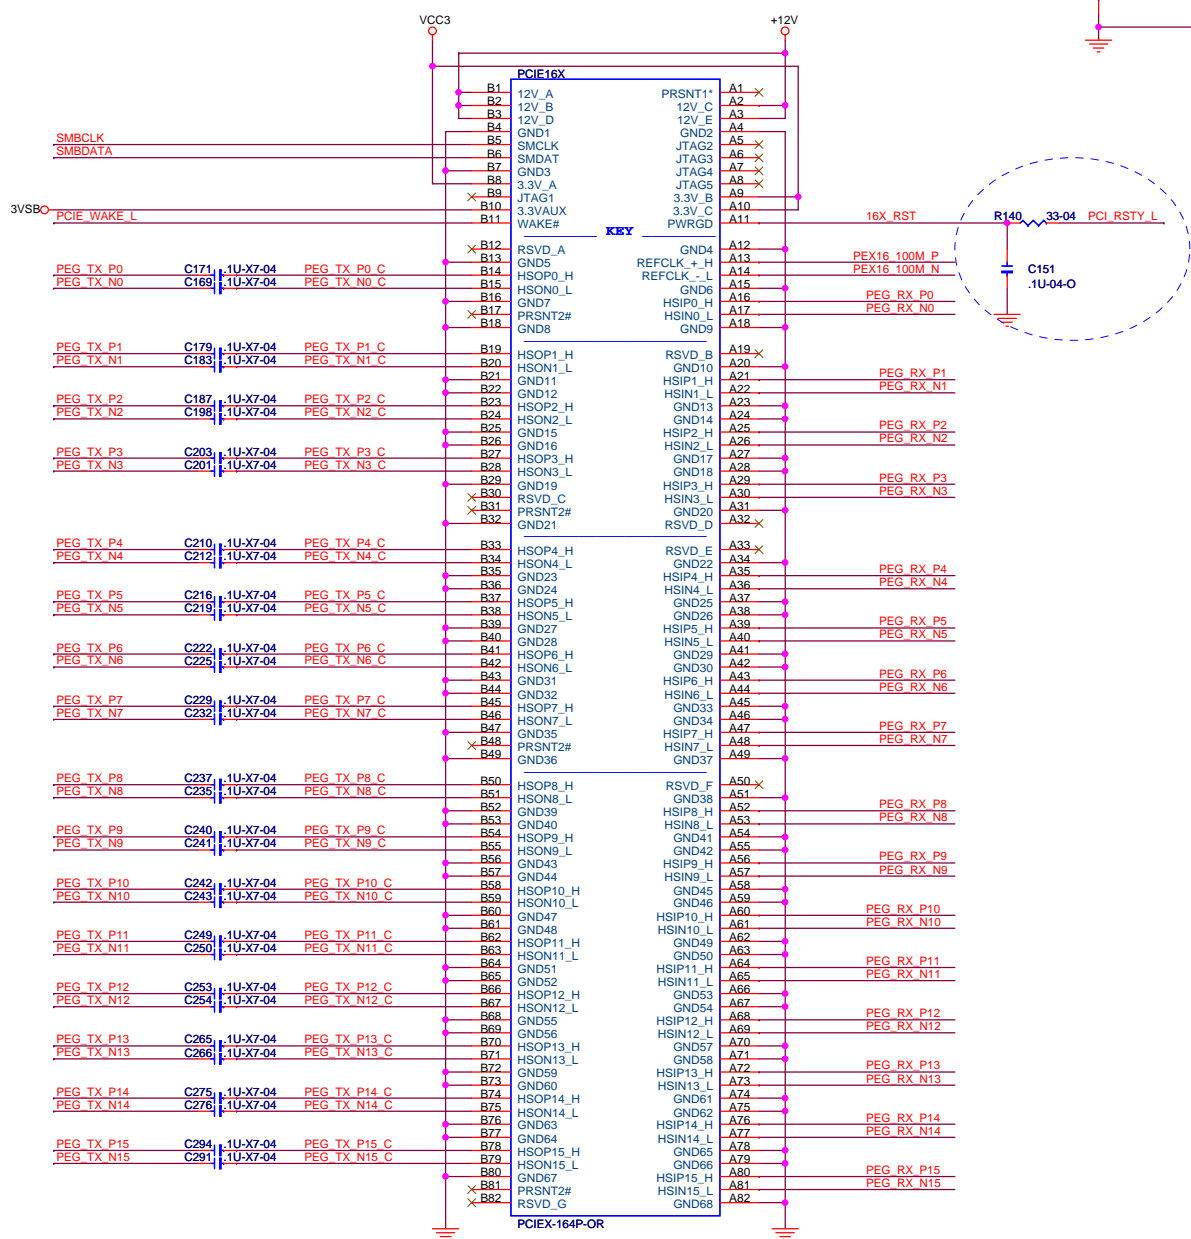 VCC3 +12V
PCIE16X
B1 12V_A PRSNT1* A1
B2 12V_B 12V_C A2
B3 12V_D 12V_E A3
B4 GND1 GND2 A4
SMBCLK B5 SMCLK JTAG2 A5
SMBDATA B6 SMDAT JTAG3 A6
B7 GND3 JTAG4 A7
B8 3.3V_A JTAG5 A8
B9 JTAG1 3.3V_B A9
3VSB B10 3.3VAUX 3.3V_C A10
PCIE_WAKE_L B11 WAKE# PWRGD A11 16X_RST R140 33-04 PCI_RSTY_L
KEY
B12 RSVD_A GND4 A12
B13 GND5 REFCLK_+_H A13 PEX16_100M_P
PEG_TX_P0 C171 .1U-X7-04 PEG_TX_P0_C B14 HSOP0_H REFCLK_-_L A14 PEX16_100M_N C151
PEG_TX_N0 C169 .1U-X7-04 PEG_TX_N0_C B15 HSON0_L GND6 A15 .1U-04-O
B16 GND7 HSIP0_H A16 PEG_RX_P0
B17 PRSNT2# HSIN0_L A17 PEG_RX_N0
B18 GND8 GND9 A18
PEG_TX_P1 C179 .1U-X7-04 PEG_TX_P1_C B19 HSOP1_H RSVD_B A19
PEG_TX_N1 C183 .1U-X7-04 PEG_TX_N1_C B20 HSON1_L GND10 A20
B21 GND11 HSIP1_H A21 PEG_RX_P1
B22 GND12 HSIN1_L A22 PEG_RX_N1
PEG_TX_P2 C187 .1U-X7-04 PEG_TX_P2_C B23 HSOP2_H GND13 A23
PEG_TX_N2 C198 .1U-X7-04 PEG_TX_N2_C B24 HSON2_L GND14 A24
B25 GND15 HSIP2_H A25 PEG_RX_P2
B26 GND16 HSIN2_L A26 PEG_RX_N2
PEG_TX_P3 C203 .1U-X7-04 PEG_TX_P3_C B27 HSOP3_H GND17 A27
PEG_TX_N3 C201 .1U-X7-04 PEG_TX_N3_C B28 HSON3_L GND18 A28
B29 GND19 HSIP3_H A29 PEG_RX_P3
B30 RSVD_C HSIN3_L A30 PEG_RX_N3
B31 PRSNT2# GND20 A31
B32 GND21 RSVD_D A32
PEG_TX_P4 C210 .1U-X7-04 PEG_TX_P4_C B33 HSOP4_H RSVD_E A33
PEG_TX_N4 C212 .1U-X7-04 PEG_TX_N4_C B34 HSON4_L GND22 A34
B35 GND23 HSIP4_H A35 PEG_RX_P4
B36 GND24 HSIN4_L A36 PEG_RX_N4
PEG_TX_P5 C216 .1U-X7-04 PEG_TX_P5_C B37 HSOP5_H GND25 A37
PEG_TX_N5 C219 .1U-X7-04 PEG_TX_N5_C B38 HSON5_L GND26 A38
B39 GND27 HSIP5_H A39 PEG_RX_P5
B40 GND28 HSIN5_L A40 PEG_RX_N5
PEG_TX_P6 C222 .1U-X7-04 PEG_TX_P6_C B41 HSOP6_H GND29 A41
PEG_TX_N6 C225 .1U-X7-04 PEG_TX_N6_C B42 HSON6_L GND30 A42
B43 GND31 HSIP6_H A43 PEG_RX_P6
B44 GND32 HSIN6_L A44 PEG_RX_N6
PEG_TX_P7 C229 .1U-X7-04 PEG_TX_P7_C B45 HSOP7_H GND33 A45
PEG_TX_N7 C232 .1U-X7-04 PEG_TX_N7_C B46 HSON7_L GND34 A46
B47 GND35 HSIP7_H A47 PEG_RX_P7
B48 PRSNT2# HSIN7_L A48 PEG_RX_N7
B49 GND36 GND37 A49
PEG_TX_P8 C237 .1U-X7-04 PEG_TX_P8_C B50 HSOP8_H RSVD_F A50
PEG_TX_N8 C235 .1U-X7-04 PEG_TX_N8_C B51 HSON8_L GND38 A51
B52 GND39 HSIP8_H A52 PEG_RX_P8
B53 GND40 HSIN8_L A53 PEG_RX_N8
PEG_TX_P9 C240 .1U-X7-04 PEG_TX_P9_C B54 HSOP9_H GND41 A54
PEG_TX_N9 C241 .1U-X7-04 PEG_TX_N9_C B55 HSON9_L GND42 A55
B56 GND43 HSIP9_H A56 PEG_RX_P9
B57 GND44 HSIN9_L A57 PEG_RX_N9
PEG_TX_P10 C242 .1U-X7-04 PEG_TX_P10_C B58 HSOP10_H GND45 A58
PEG_TX_N10 C243 .1U-X7-04 PEG_TX_N10_C B59 HSON10_L GND46 A59
B60 GND47 HSIP10_H A60 PEG_RX_P10
B61 GND48 HSIN10_L A61 PEG_RX_N10
PEG_TX_P11 C249 .1U-X7-04 PEG_TX_P11_C B62 HSOP11_H GND49 A62
PEG_TX_N11 C250 .1U-X7-04 PEG_TX_N11_C B63 HSON11_L GND50 A63
B64 GND51 HSIP11_H A64 PEG_RX_P11
B65 GND52 HSIN11_L A65 PEG_RX_N11
PEG_TX_P12 C253 .1U-X7-04 PEG_TX_P12_C B66 HSOP12_H GND53 A66
PEG_TX_N12 C254 .1U-X7-04 PEG_TX_N12_C B67 HSON12_L GND54 A67
B68 GND55 HSIP12_H A68 PEG_RX_P12
B69 GND56 HSIN12_L A69 PEG_RX_N12
PEG_TX_P13 C265 .1U-X7-04 PEG_TX_P13_C B70 HSOP13_H GND57 A70
PEG_TX_N13 C266 .1U-X7-04 PEG_TX_N13_C B71 HSON13_L GND58 A71
B72 GND59 HSIP13_H A72 PEG_RX_P13
B73 GND60 HSIN13_L A73 PEG_RX_N13
PEG_TX_P14 C275 .1U-X7-04 PEG_TX_P14_C B74 HSOP14_H GND61 A74
PEG_TX_N14 C276 .1U-X7-04 PEG_TX_N14_C B75 HSON14_L GND62 A75
B76 GND63 HSIP14_H A76 PEG_RX_P14
B77 GND64 HSIN14_L A77 PEG_RX_N14
PEG_TX_P15 C294 .1U-X7-04 PEG_TX_P15_C B78 HSOP15_H GND65 A78
PEG_TX_N15 C291 .1U-X7-04 PEG_TX_N15_C B79 HSON15_L GND66 A79
B80 GND67 HSIP15_H A80 PEG_RX_P15
B81 PRSNT2# HSIN15_L A81 PEG_RX_N15
B82 RSVD_G GND68 A82
PCIEX-164P-OR